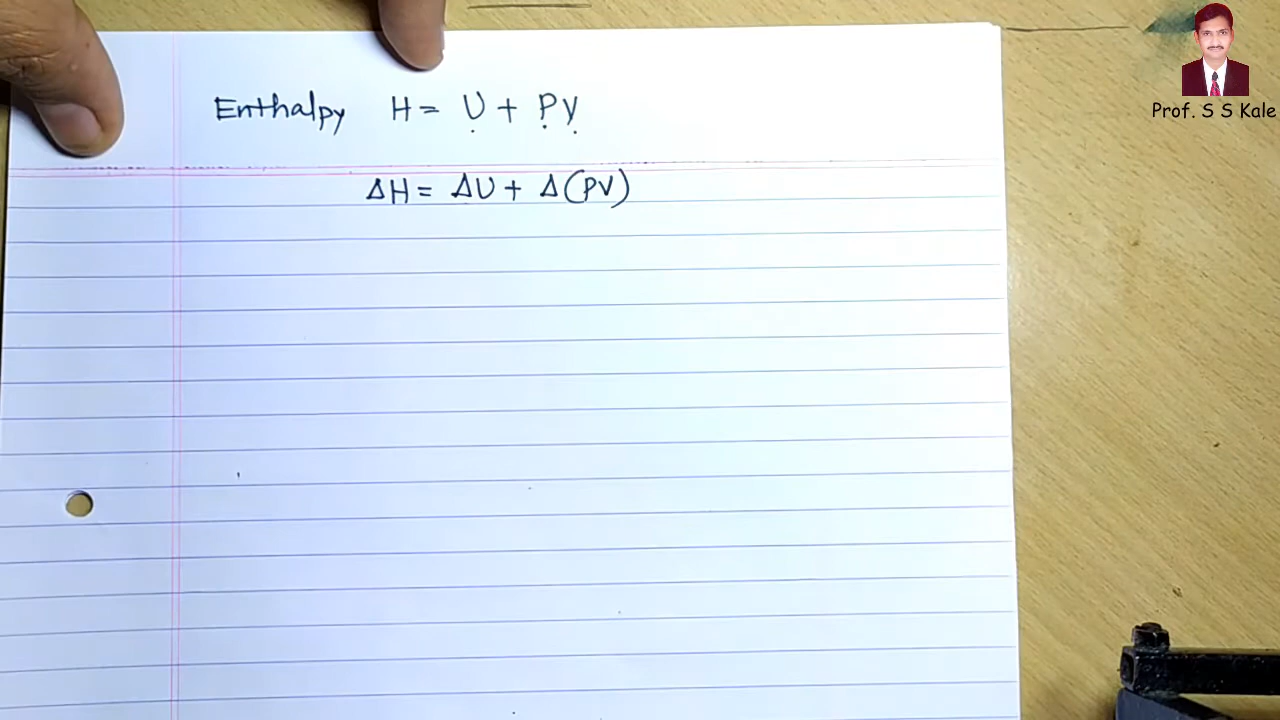 Enthalpy H = U + PV
ΔH = ΔU + Δ(PV)
Prof. S S Kale